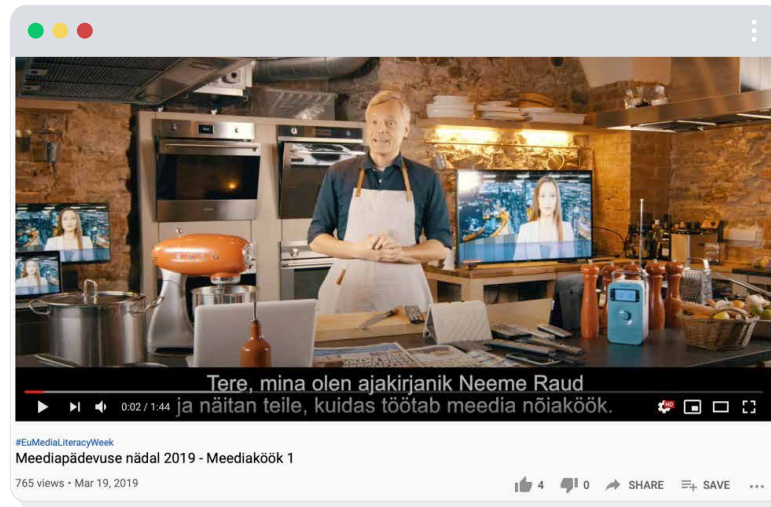 Tere, mina olen ajakirjanik Neeme Raud
ja näitan teile, kuidas töötab meedia nõiaköök.
0:02 / 1:44
HD
#EuMediaLiteracyWeek
Meediapädevuse nädal 2019 - Meediaköök 1
765 views • Mar 19, 2019
4
0
SHARE
SAVE